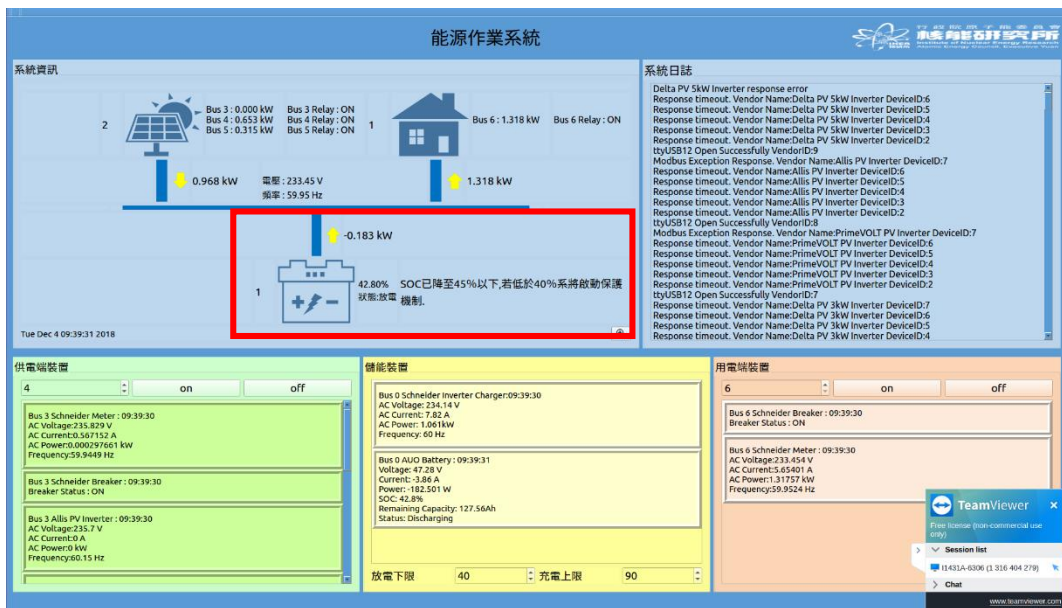 能源作業系統
行政院原子能委員會
核能研究所
Institute of Nuclear Energy Research
Atomic Energy Council, Executive Yuan
系統資訊
2
Bus 3 : 0.000 kW Bus 3 Relay : ON
Bus 4 : 0.653 kW Bus 4 Relay : ON
Bus 5 : 0.315 kW Bus 5 Relay : ON
1
Bus 6 : 1.318 kW Bus 6 Relay : ON
0.968 kW
電壓 : 233.45 V
頻率 : 59.95 Hz
1.318 kW
-0.183 kW
1
42.80%
狀態:放電
SOC已降至45%以下,若低於40%系將啟動保護
機制.
Tue Dec 4 09:39:31 2018
系統日誌
Delta PV 5kW Inverter response error
Response timeout. Vendor Name:Delta PV 5kW Inverter DeviceID:6
Response timeout. Vendor Name:Delta PV 5kW Inverter DeviceID:5
Response timeout. Vendor Name:Delta PV 5kW Inverter DeviceID:4
Response timeout. Vendor Name:Delta PV 5kW Inverter DeviceID:3
Response timeout. Vendor Name:Delta PV 5kW Inverter DeviceID:2
ttyUSB12 Open Successfully VendorID:9
Modbus Exception Response. Vendor Name:Allis PV Inverter DeviceID:7
Response timeout. Vendor Name:Allis PV Inverter DeviceID:6
Response timeout. Vendor Name:Allis PV Inverter DeviceID:5
Response timeout. Vendor Name:Allis PV Inverter DeviceID:4
Response timeout. Vendor Name:Allis PV Inverter DeviceID:3
Response timeout. Vendor Name:Allis PV Inverter DeviceID:2
ttyUSB12 Open Successfully VendorID:8
Modbus Exception Response. Vendor Name:PrimeVOLT PV Inverter DeviceID:7
Response timeout. Vendor Name:PrimeVOLT PV Inverter DeviceID:6
Response timeout. Vendor Name:PrimeVOLT PV Inverter DeviceID:5
Response timeout. Vendor Name:PrimeVOLT PV Inverter DeviceID:4
Response timeout. Vendor Name:PrimeVOLT PV Inverter DeviceID:3
Response timeout. Vendor Name:PrimeVOLT PV Inverter DeviceID:2
ttyUSB12 Open Successfully VendorID:7
Response timeout. Vendor Name:Delta PV 3kW Inverter DeviceID:7
Response timeout. Vendor Name:Delta PV 3kW Inverter DeviceID:6
Response timeout. Vendor Name:Delta PV 3kW Inverter DeviceID:5
Response timeout. Vendor Name:Delta PV 3kW Inverter DeviceID:4
供電端裝置
4 on off
Bus 3 Schneider Meter : 09:39:30
AC Voltage:235.829 V
AC Current:0.567152 A
AC Power:0.000297661 kW
Frequency:59.9449 Hz
Bus 3 Schneider Breaker : 09:39:30
Breaker Status : ON
Bus 3 Allis PV Inverter : 09:39:30
AC Voltage:235.7 V
AC Current:0 A
AC Power:0 kW
Frequency:60.15 Hz
儲能裝置
Bus 0 Schneider Inverter Charger:09:39:30
AC Voltage: 234.14 V
AC Current: 7.82 A
AC Power: 1.061kW
Frequency: 60 Hz
Bus 0 AUO Battery : 09:39:31
Voltage: 47.28 V
Current: -3.86 A
Power: -182.501 W
SOC: 42.8%
Remaining Capacity: 127.56Ah
Status: Discharging
放電下限 40 充電上限 90
用電端裝置
6 on off
Bus 6 Schneider Breaker : 09:39:30
Breaker Status : ON
Bus 6 Schneider Meter : 09:39:30
AC Voltage:233.454 V
AC Current:5.65401 A
AC Power:1.31757 kW
Frequency:59.9524 Hz
TeamViewer
Free license (non-commercial use
only)
Session list
I1431A-6306 (1 316 404 279)
Chat
www.teamviewer.com